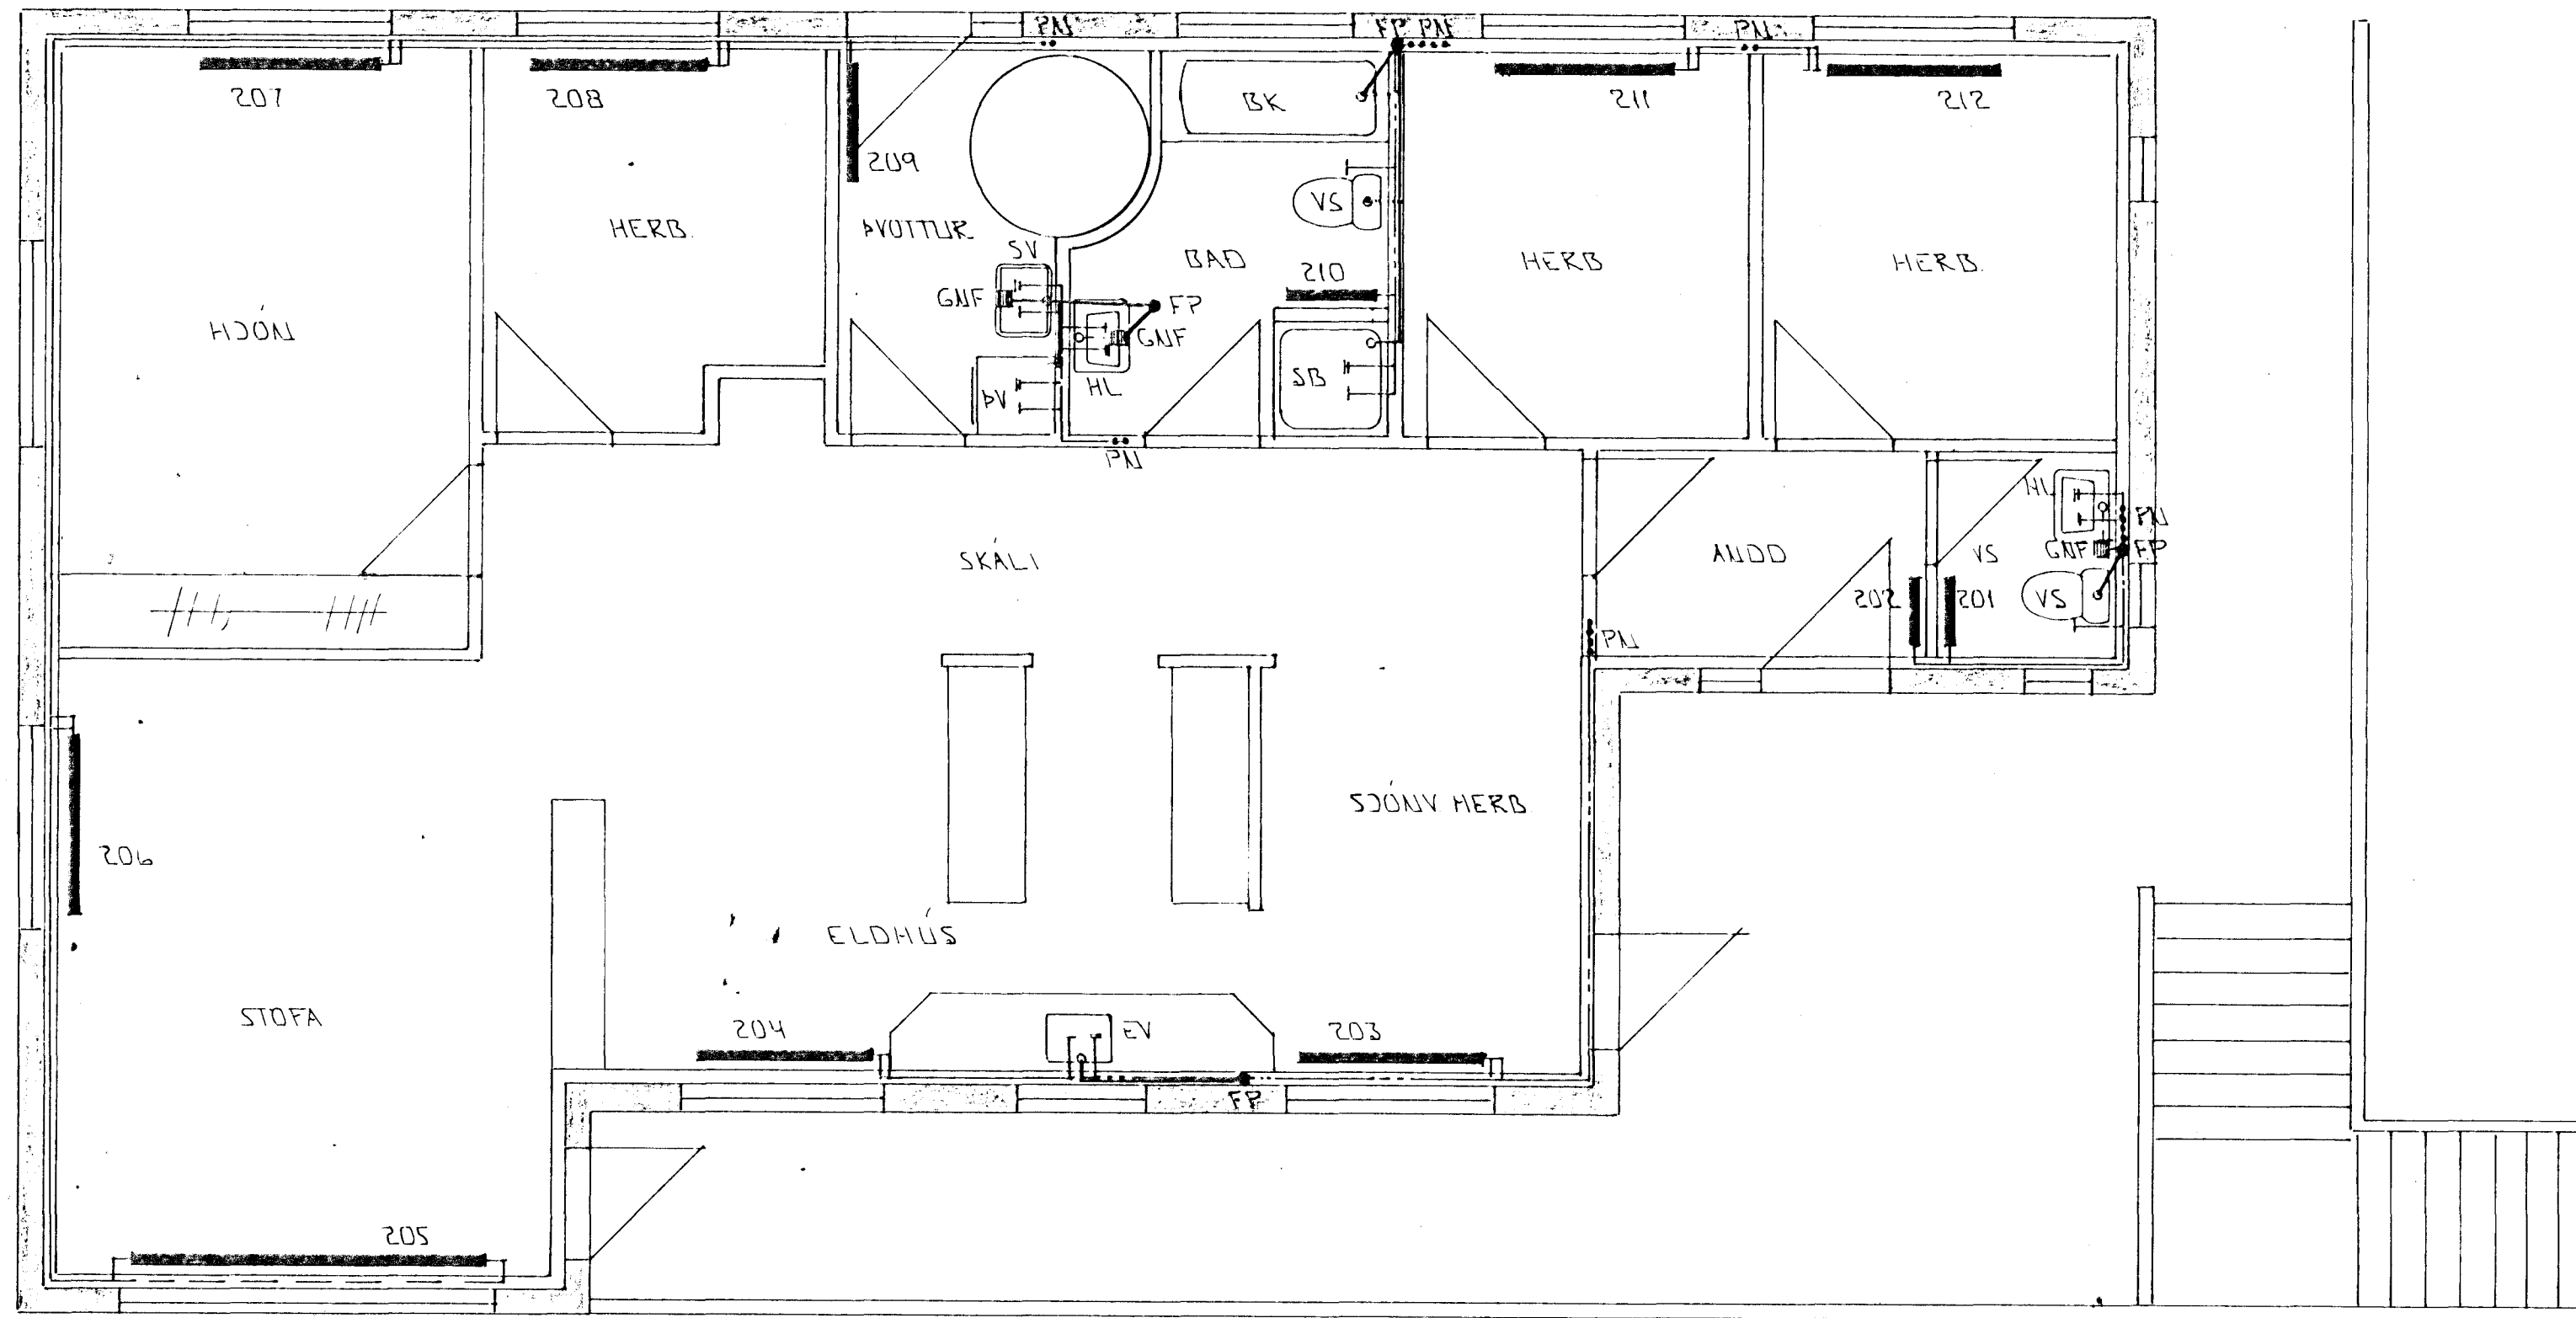 PN
FP PN
PN
207
208
BK
211
212
209
VS
HERB.
ÞVOTTUR
SV
BAÐ
210
HERB
HERB.
GNF
FP
HJÓN
GNF
SB
HL
ÞV
PN
HL
PN
SKÁLI
ANDD
VS
GNF
FP
202
201
VS
PN
SJÓNV HERB
206
ELDHÚS
STOFA
204
EV
203
FP
205